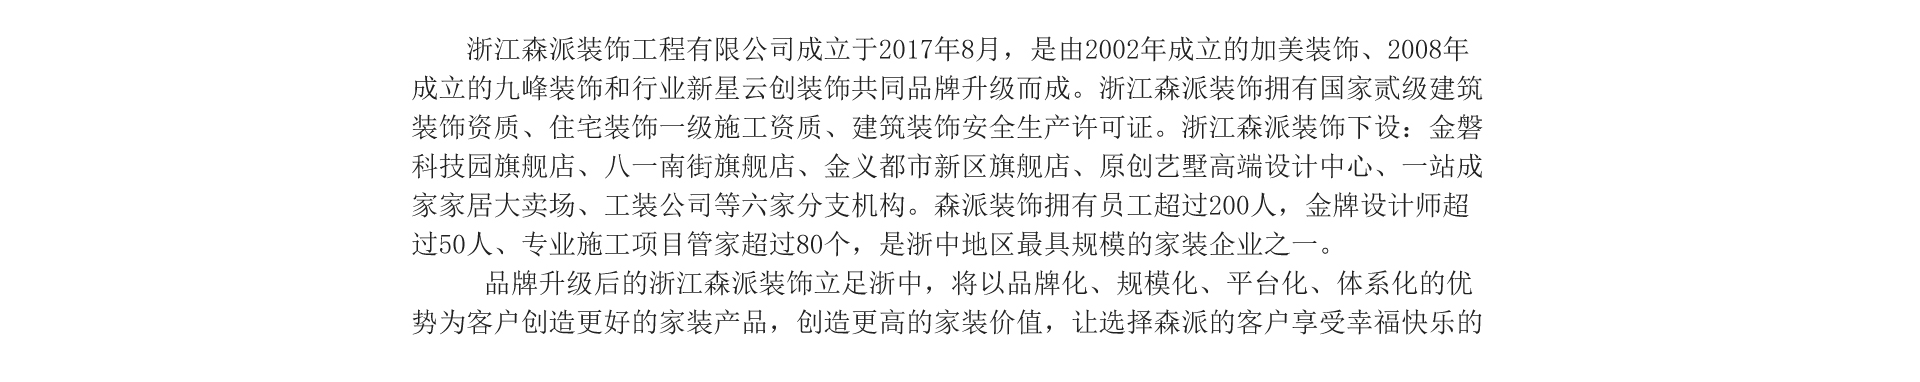 浙江森派装饰工程有限公司成立于2017年8月，是由2002年成立的加美装饰、2008年
成立的九峰装饰和行业新星云创装饰共同品牌升级而成。浙江森派装饰拥有国家贰级建筑
装饰资质、住宅装饰一级施工资质、建筑装饰安全生产许可证。浙江森派装饰下设：金磐
科技园旗舰店、八一南街旗舰店、金义都市新区旗舰店、原创艺墅高端设计中心、一站成
家家居大卖场、工装公司等六家分支机构。森派装饰拥有员工超过200人，金牌设计师超
过50人、专业施工项目管家超过80个，是浙中地区最具规模的家装企业之一。
品牌升级后的浙江森派装饰立足浙中，将以品牌化、规模化、平台化、体系化的优
势为客户创造更好的家装产品，创造更高的家装价值，让选择森派的客户享受幸福快乐的